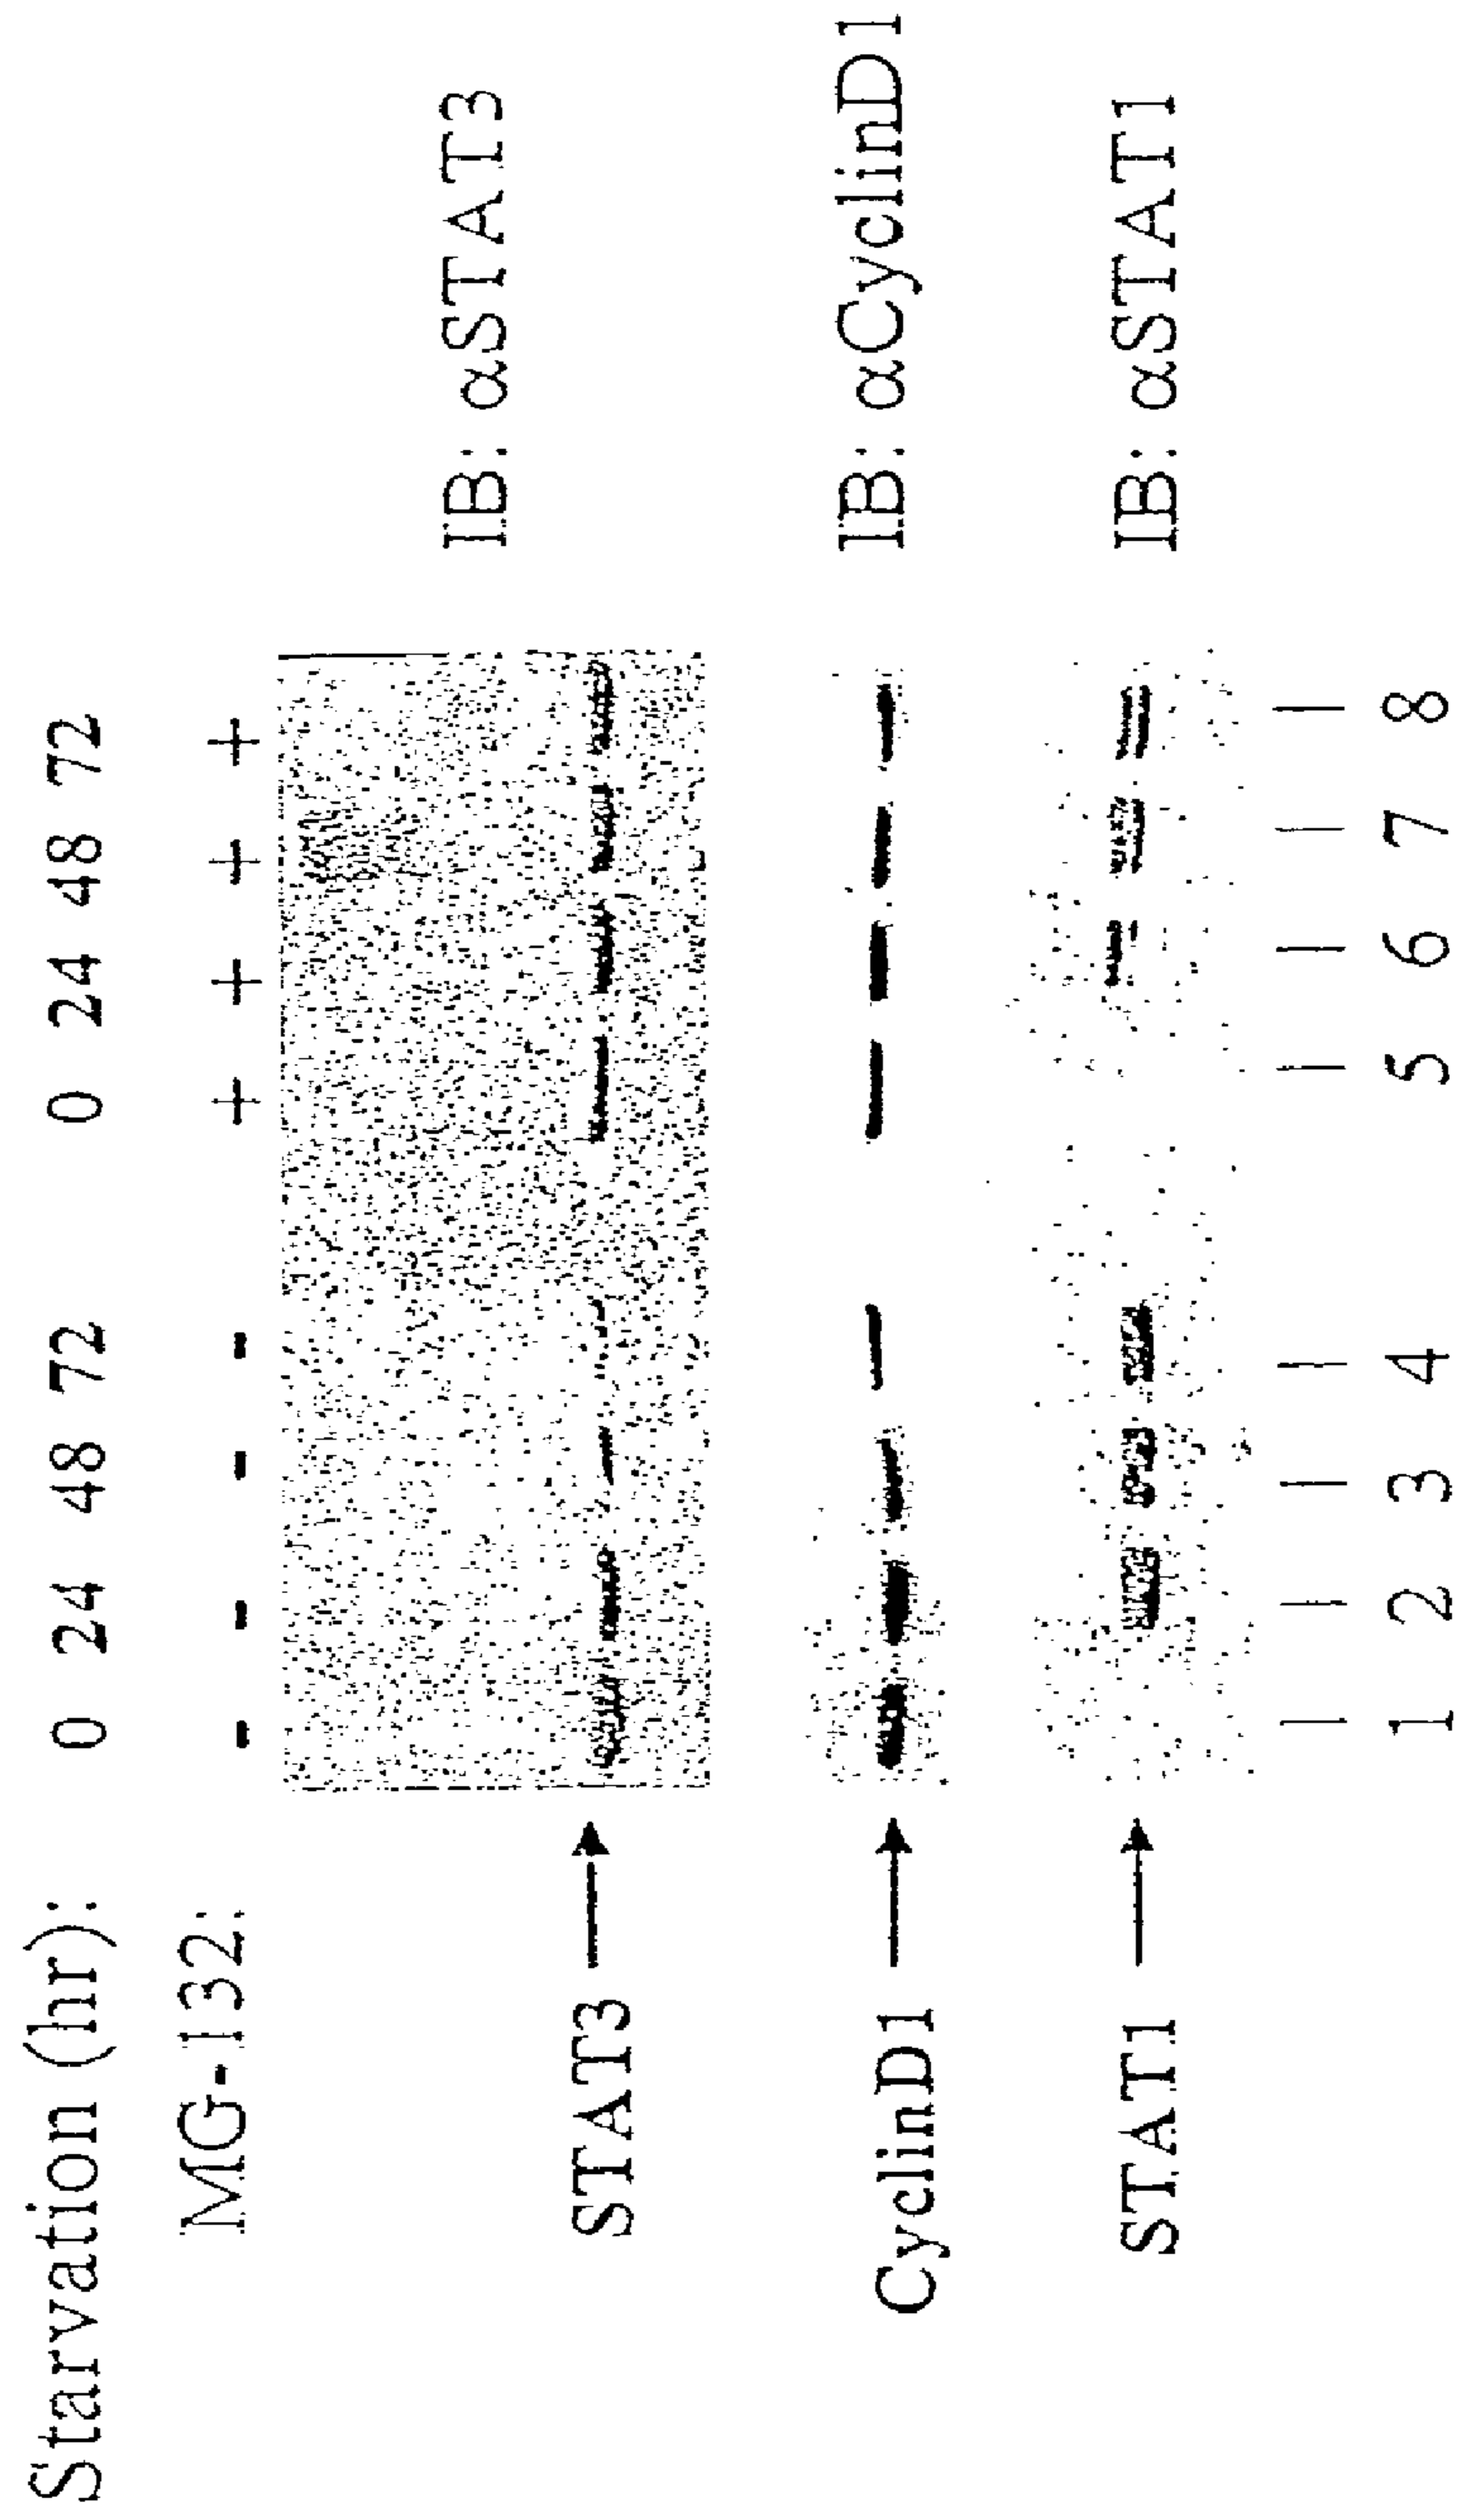 Starvation (hr): 0 24 48 72 0 24 48 72
MG-132: - - - - + + + +
STAT3 IB: αSTAT3
CyclinD1 IB: αCyclinD1
STAT1 IB: αSTAT1
1 2 3 4 5 6 7 8